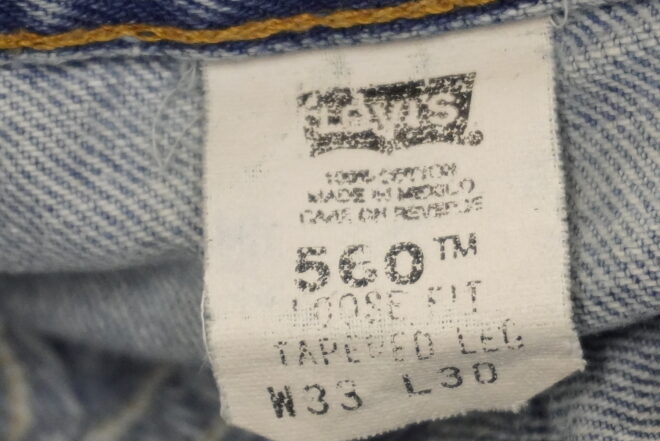 Levi's®
100% COTTON
MADE IN MEXICO
CARE ON REVERSE
560™
LOOSE FIT
TAPERED LEG
W33 L30